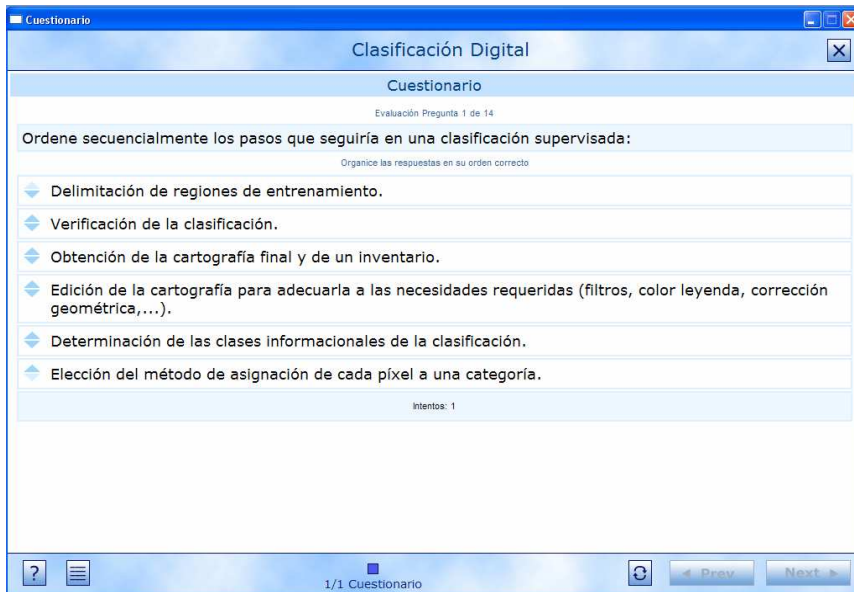 Cuestionario
Clasificación Digital
Cuestionario
Evaluación Pregunta 1 de 14
Ordene secuencialmente los pasos que seguiría en una clasificación supervisada:
Organice las respuestas en su orden correcto
Delimitación de regiones de entrenamiento.
Verificación de la clasificación.
Obtención de la cartografía final y de un inventario.
Edición de la cartografía para adecuarla a las necesidades requeridas (filtros, color leyenda, corrección
geométrica,...).
Determinación de las clases informacionales de la clasificación.
Elección del método de asignación de cada píxel a una categoría.
Intentos: 1
?
1/1 Cuestionario
Prev
Next